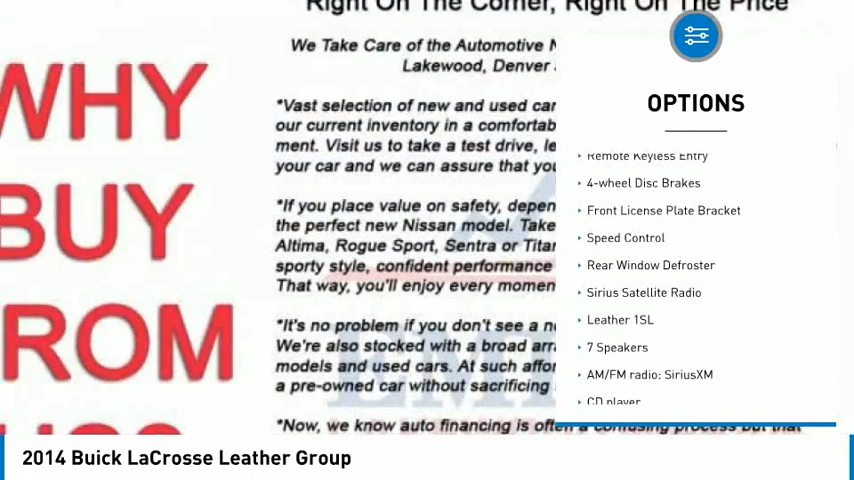 Right On The Corner, Right On The Price
We Take Care of the Automotive
Lakewood, Denver
WHY
BUY
ROM
*Vast selection of new and used car
our current inventory in a comfortab
ment. Visit us to take a test drive, le
your car and we can assure that you
*If you place value on safety, depen
the perfect new Nissan model. Take
Altima, Rogue Sport, Sentra or Titan
sporty style, confident performance
That way, you'll enjoy every momen
*It's no problem if you don't see a ne
We're also stocked with a broad arra
models and used cars. At such affor
a pre-owned car without sacrificing
*Now, we know auto financing is often a confusing process but that
OPTIONS
Remote Keyless Entry
4-wheel Disc Brakes
Front License Plate Bracket
Speed Control
Rear Window Defroster
Sirius Satellite Radio
Leather 1SL
7 Speakers
AM/FM radio: SiriusXM
CD player
2014 Buick LaCrosse Leather Group